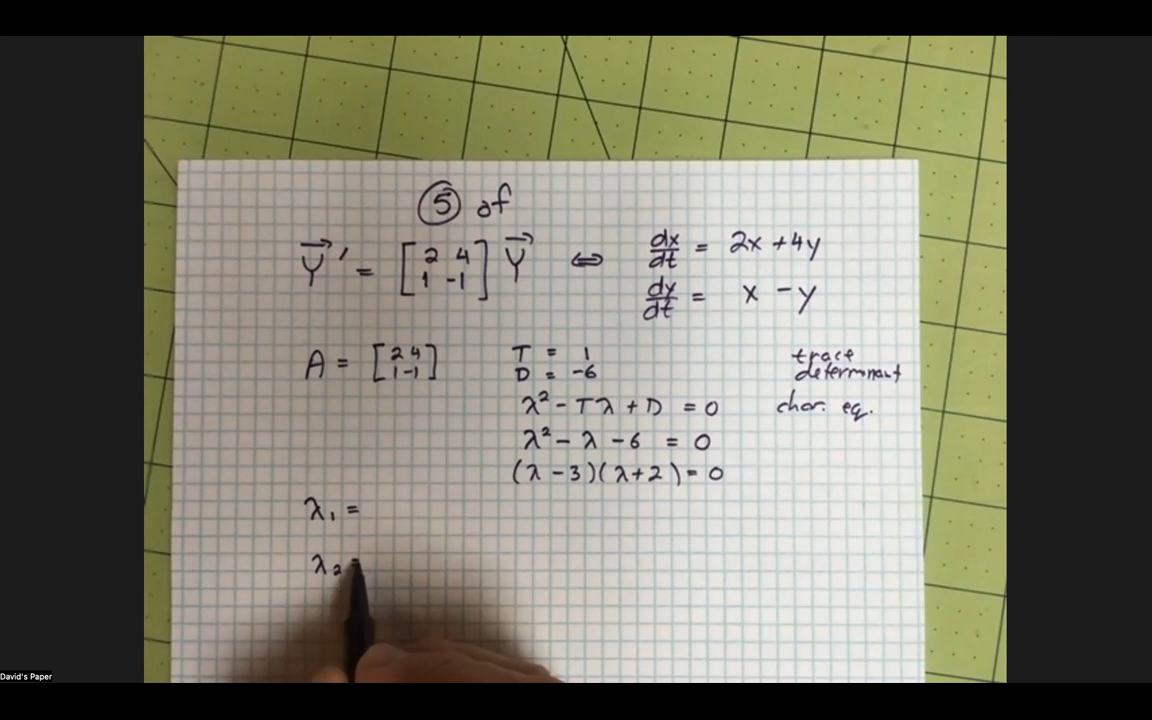 ⑤ of
Y⃗′ = [2 4; 1 -1] Y⃗ ⇔ dx/dt = 2x + 4y
dy/dt = x - y
A = [2 4; 1 -1] T = 1 trace
D = -6 determinant
λ² - Tλ + D = 0 char. eq.
λ² - λ - 6 = 0
(λ - 3)(λ + 2) = 0
λ₁ =
λ₂ =
David's Paper